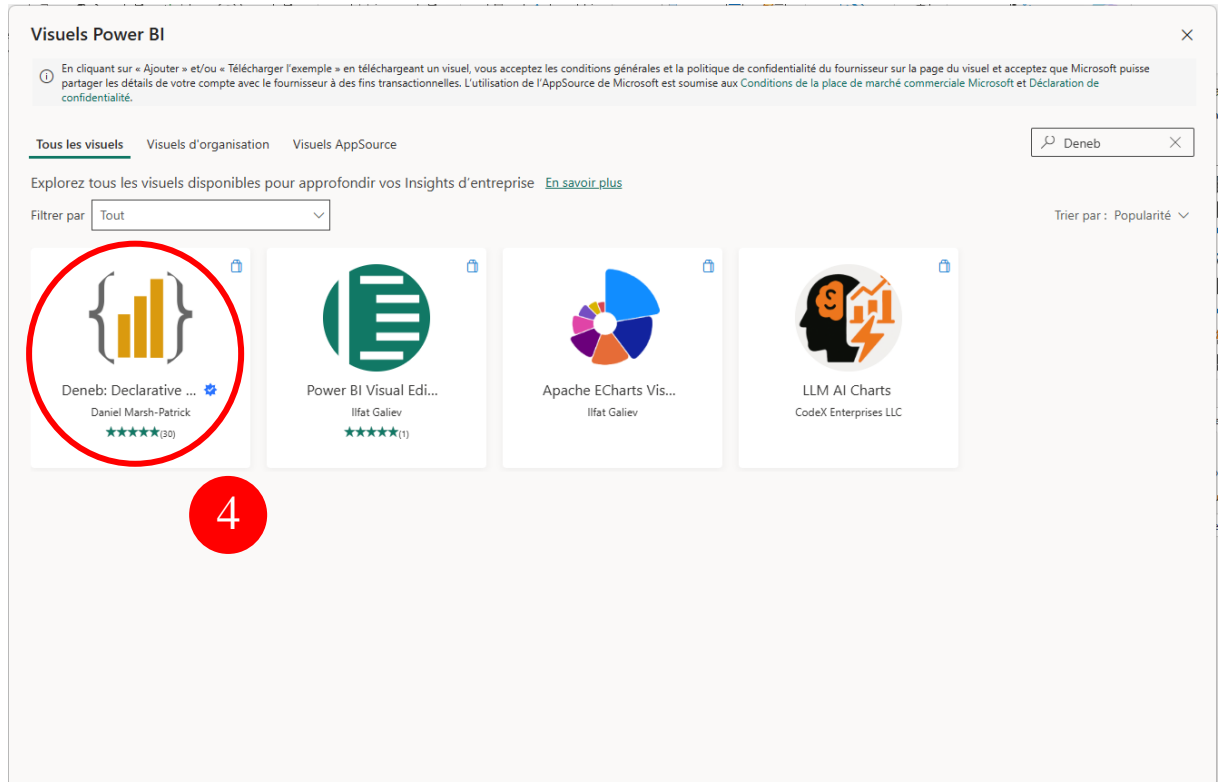 Visuels Power BI
En cliquant sur « Ajouter » et/ou « Télécharger l'exemple » en téléchargeant un visuel, vous acceptez les conditions générales et la politique de confidentialité du fournisseur sur la page du visuel et acceptez que Microsoft puisse
partager les détails de votre compte avec le fournisseur à des fins transactionnelles. L'utilisation de l'AppSource de Microsoft est soumise aux Conditions de la place de marché commerciale Microsoft et Déclaration de
confidentialité.
Tous les visuels Visuels d'organisation Visuels AppSource Deneb
Explorez tous les visuels disponibles pour approfondir vos Insights d'entreprise En savoir plus
Filtrer par Tout Trier par : Popularité
Deneb: Declarative ...
Daniel Marsh-Patrick
(30)
Power BI Visual Edi...
Ilfat Galiev
(1)
Apache ECharts Vis...
Ilfat Galiev
LLM AI Charts
CodeX Enterprises LLC
4